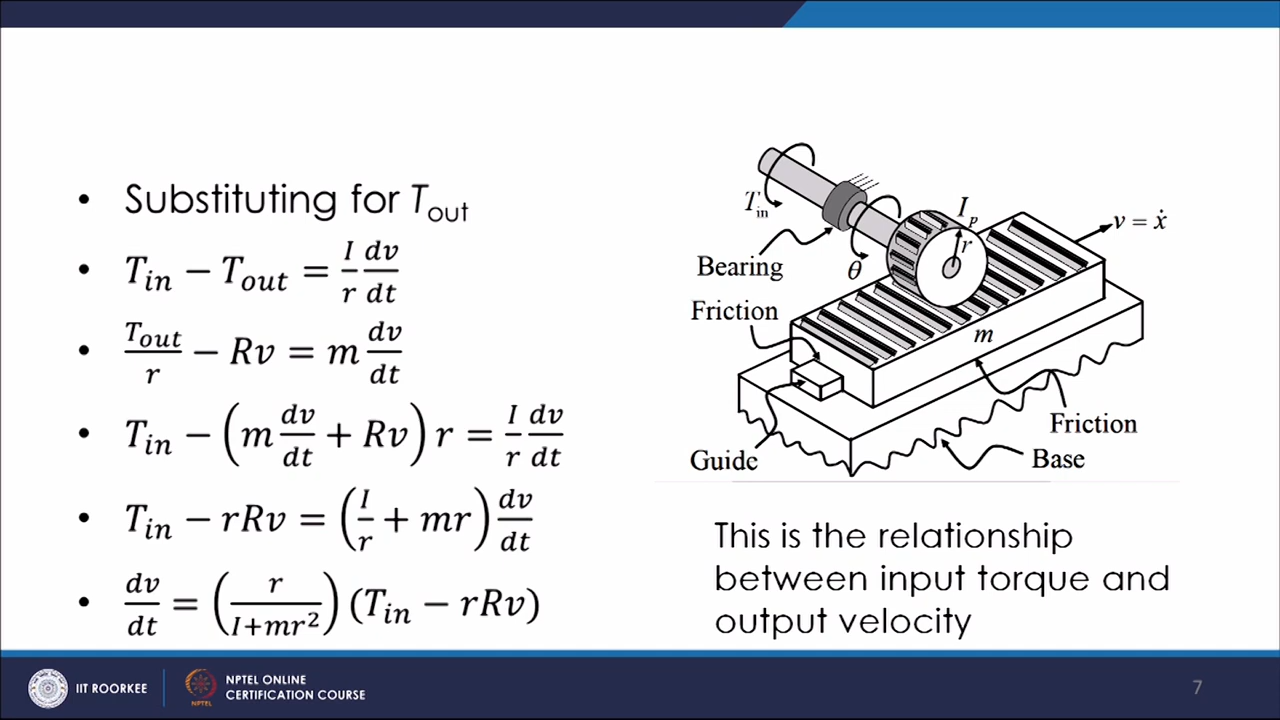 • Substituting for T_out
• T_in − T_out = I/r dv/dt
• T_out/r − Rv = m dv/dt
• T_in − (m dv/dt + Rv) r = I/r dv/dt
• T_in − rRv = (I/r + mr) dv/dt
• dv/dt = (r/(I+mr²)) (T_in − rRv)
T_in
I_p
r
v = ẋ
Bearing
θ
Friction
m
Friction
Guide
Base
This is the relationship
between input torque and
output velocity
IIT ROORKEE
NPTEL
NPTEL ONLINE
CERTIFICATION COURSE
7